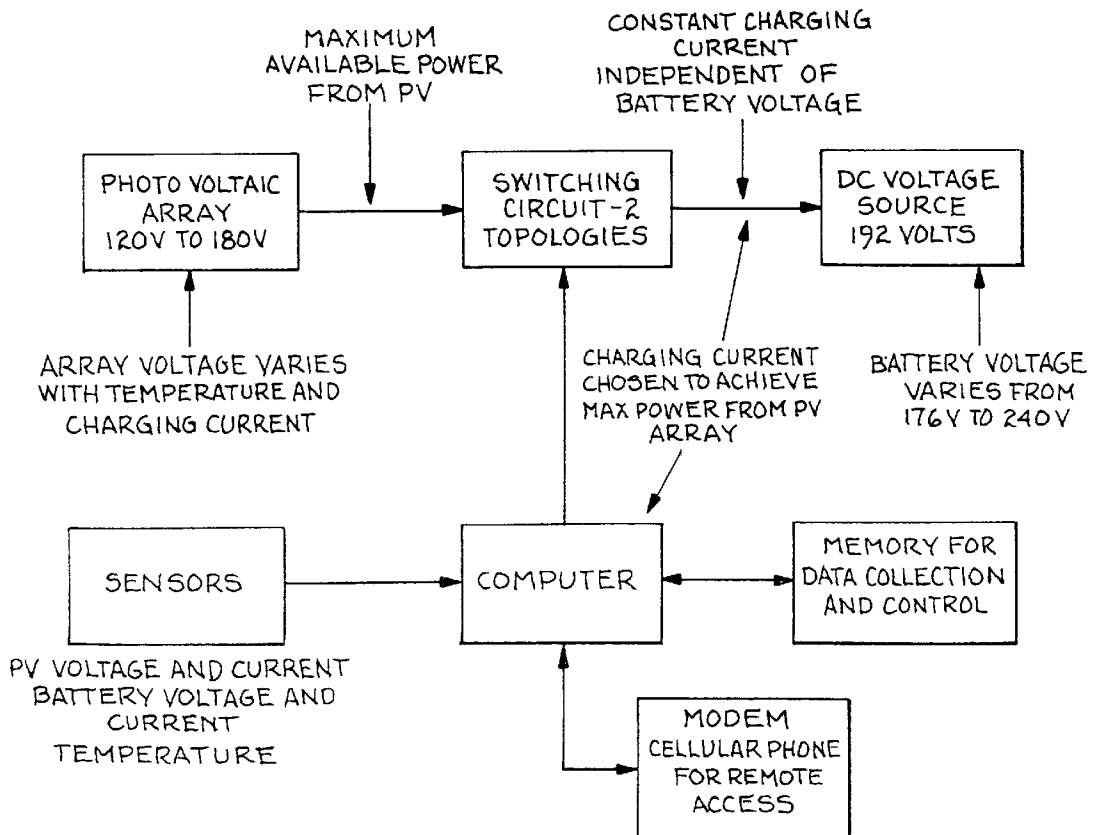 MAXIMUM
AVAILABLE POWER
FROM PV
CONSTANT CHARGING
CURRENT
INDEPENDENT OF
BATTERY VOLTAGE
PHOTO VOLTAIC
ARRAY
120V TO 180V
SWITCHING
CIRCUIT-2
TOPOLOGIES
DC VOLTAGE
SOURCE
192 VOLTS
ARRAY VOLTAGE VARIES
WITH TEMPERATURE AND
CHARGING CURRENT
CHARGING CURRENT
CHOSEN TO ACHIEVE
MAX POWER FROM PV
ARRAY
BATTERY VOLTAGE
VARIES FROM
176V TO 240V
SENSORS
COMPUTER
MEMORY FOR
DATA COLLECTION
AND CONTROL
PV VOLTAGE AND CURRENT
BATTERY VOLTAGE AND
CURRENT
TEMPERATURE
MODEM
CELLULAR PHONE
FOR REMOTE
ACCESS